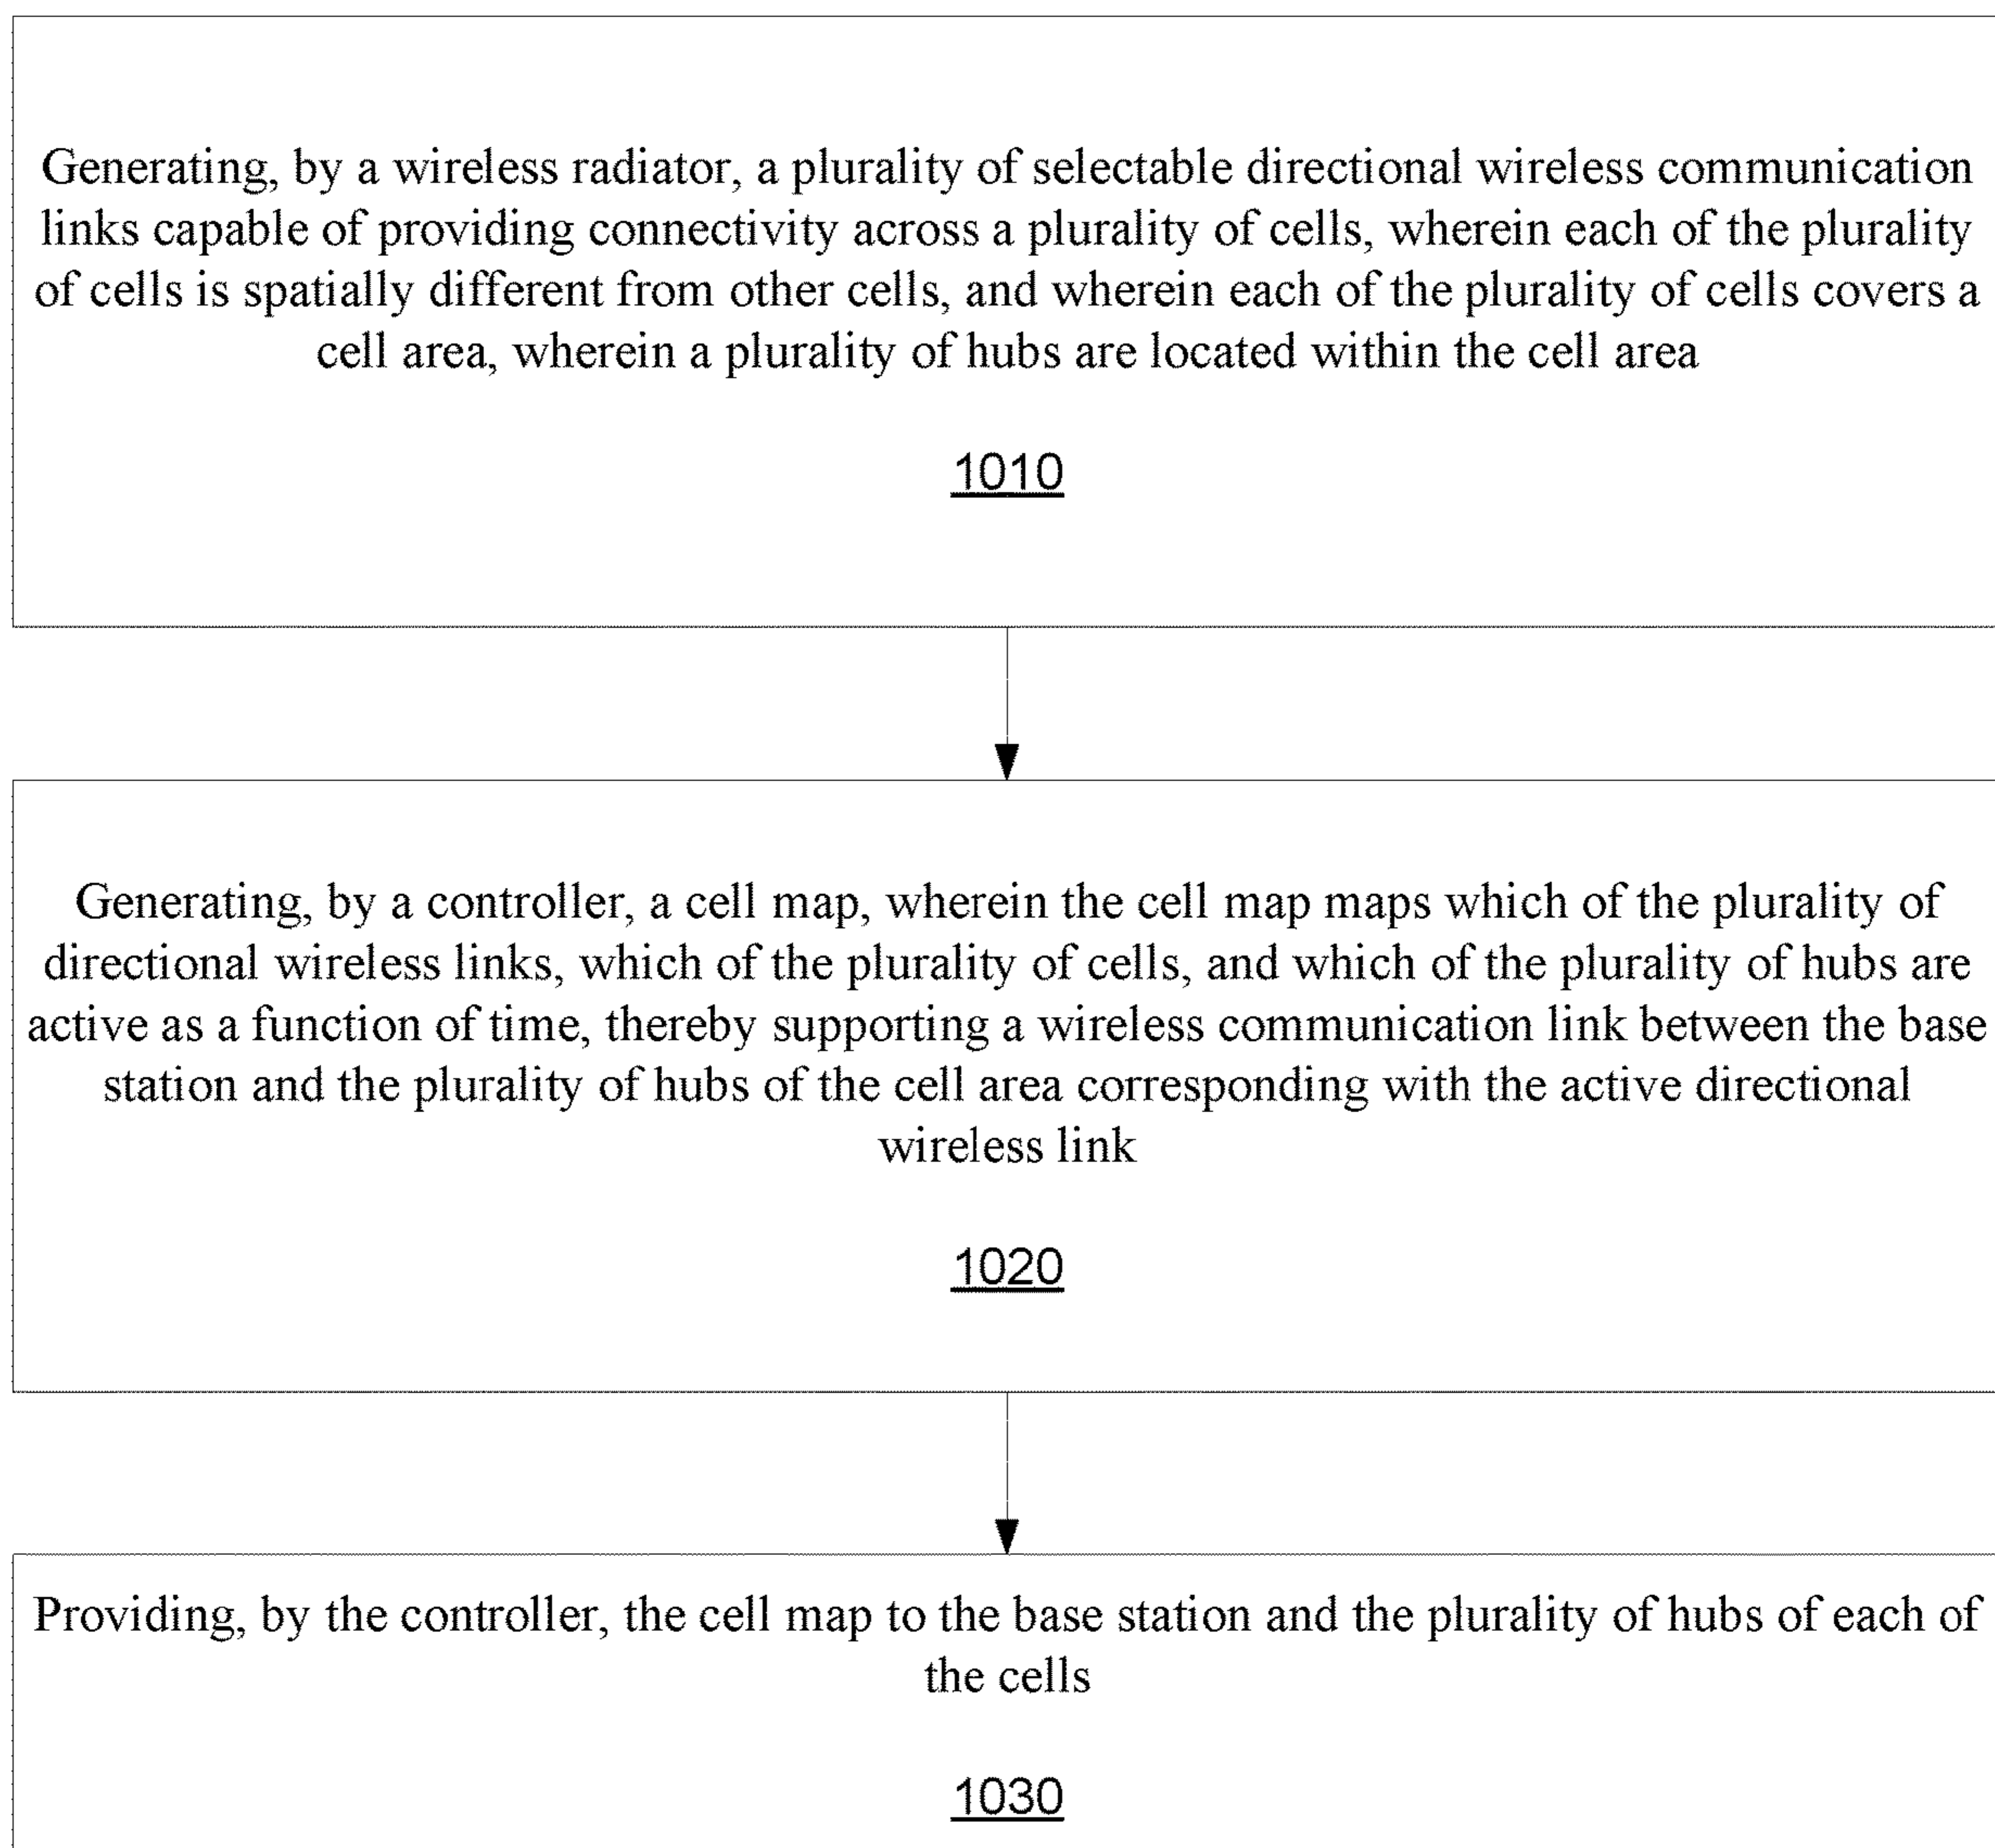 Generating, by a wireless radiator, a plurality of selectable directional wireless communication
links capable of providing connectivity across a plurality of cells, wherein each of the plurality
of cells is spatially different from other cells, and wherein each of the plurality of cells covers a
cell area, wherein a plurality of hubs are located within the cell area
1010
Generating, by a controller, a cell map, wherein the cell map maps which of the plurality of
directional wireless links, which of the plurality of cells, and which of the plurality of hubs are
active as a function of time, thereby supporting a wireless communication link between the base
station and the plurality of hubs of the cell area corresponding with the active directional
wireless link
1020
Providing, by the controller, the cell map to the base station and the plurality of hubs of each of
the cells
1030